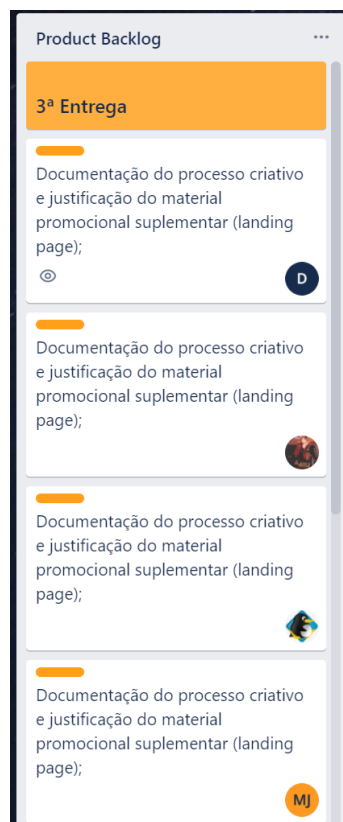 Product Backlog
3ª Entrega
Documentação do processo criativo
e justificação do material
promocional suplementar (landing
page);
D
Documentação do processo criativo
e justificação do material
promocional suplementar (landing
page);
Documentação do processo criativo
e justificação do material
promocional suplementar (landing
page);
Documentação do processo criativo
e justificação do material
promocional suplementar (landing
page);
MJ